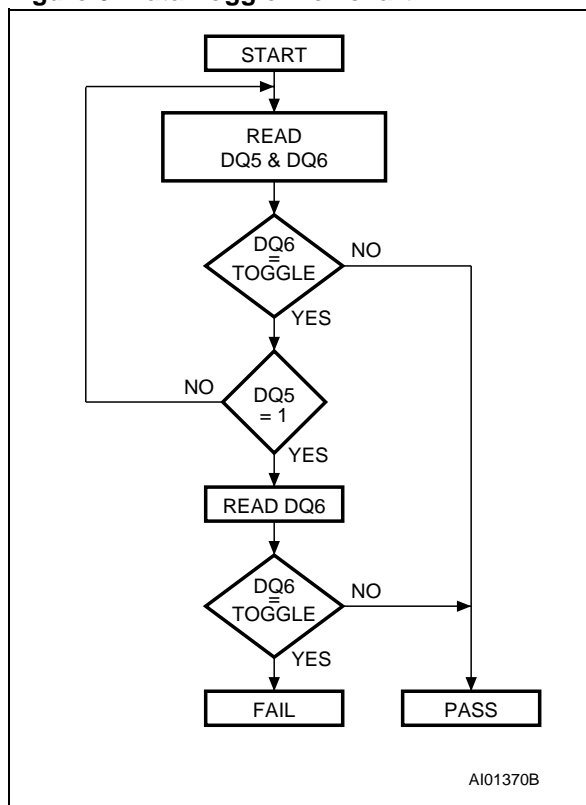 START
READ
DQ5 & DQ6
DQ6
=
TOGGLE
NO
YES
NO
DQ5
= 1
YES
READ DQ6
DQ6
=
TOGGLE
NO
YES
FAIL
PASS
AI01370B